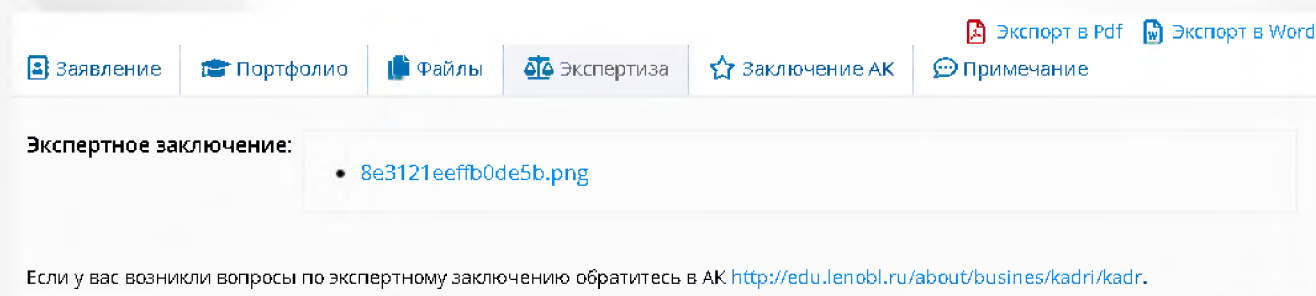 Экспорт в Pdf Экспорт в Word
Заявление Портфолио Файлы Экспертиза Заключение АК Примечание
Экспертное заключение:
• 8e3121eeffb0de5b.png
Если у вас возникли вопросы по экспертному заключению обратитесь в АК http://edu.lenobl.ru/about/busines/kadri/kadr.